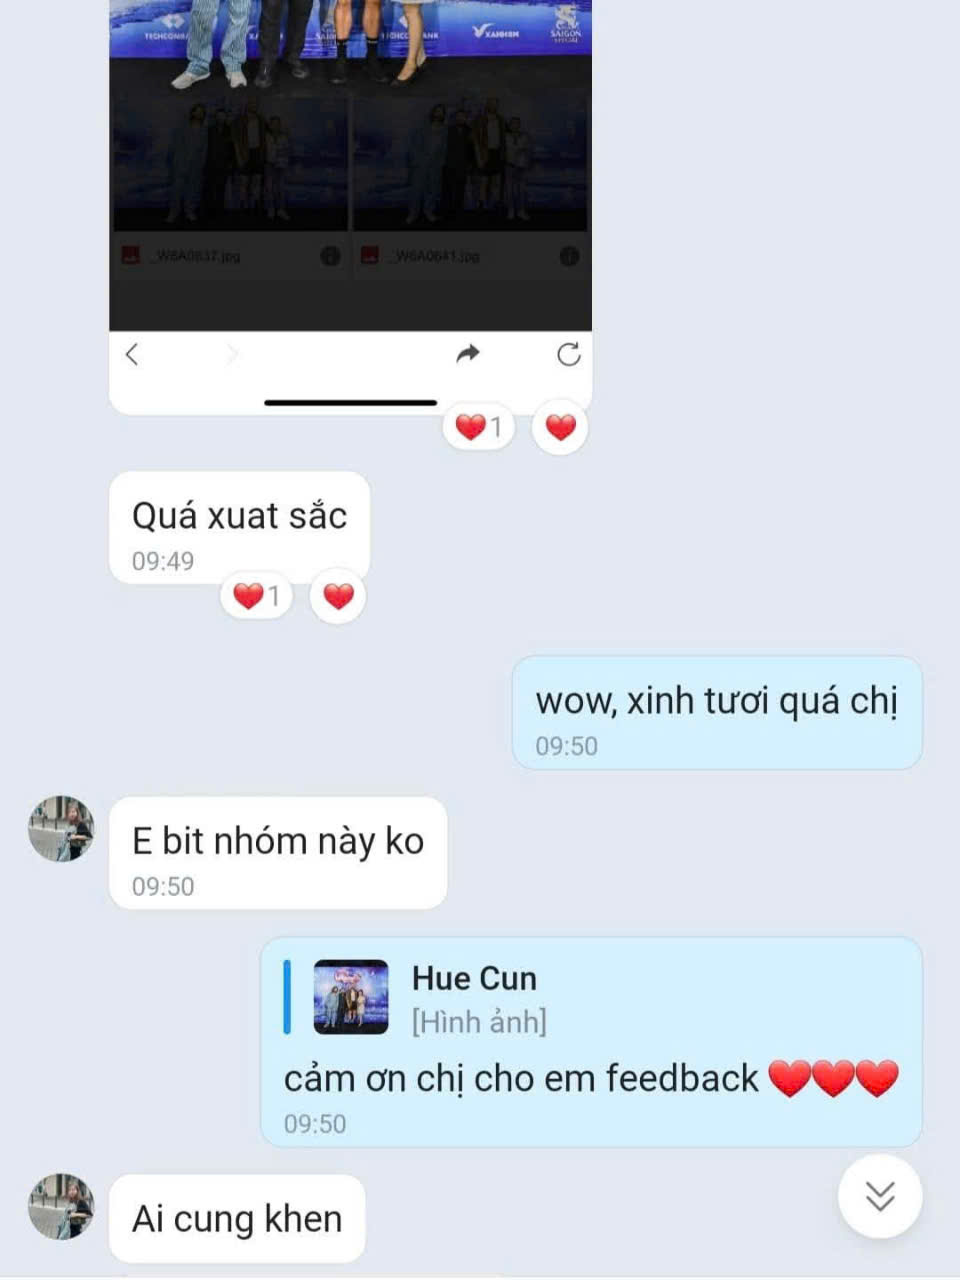 TECHCOMBANK
SAIGON
SPECIAL
_W6A0637.jpg
_W6A0641.jpg
1
Quá xuat sắc
09:49
1
wow, xinh tươi quá chị
09:50
E bit nhóm này ko
09:50
Hue Cun
[Hình ảnh]
cảm ơn chị cho em feedback ❤️❤️❤️
09:50
Ai cung khen